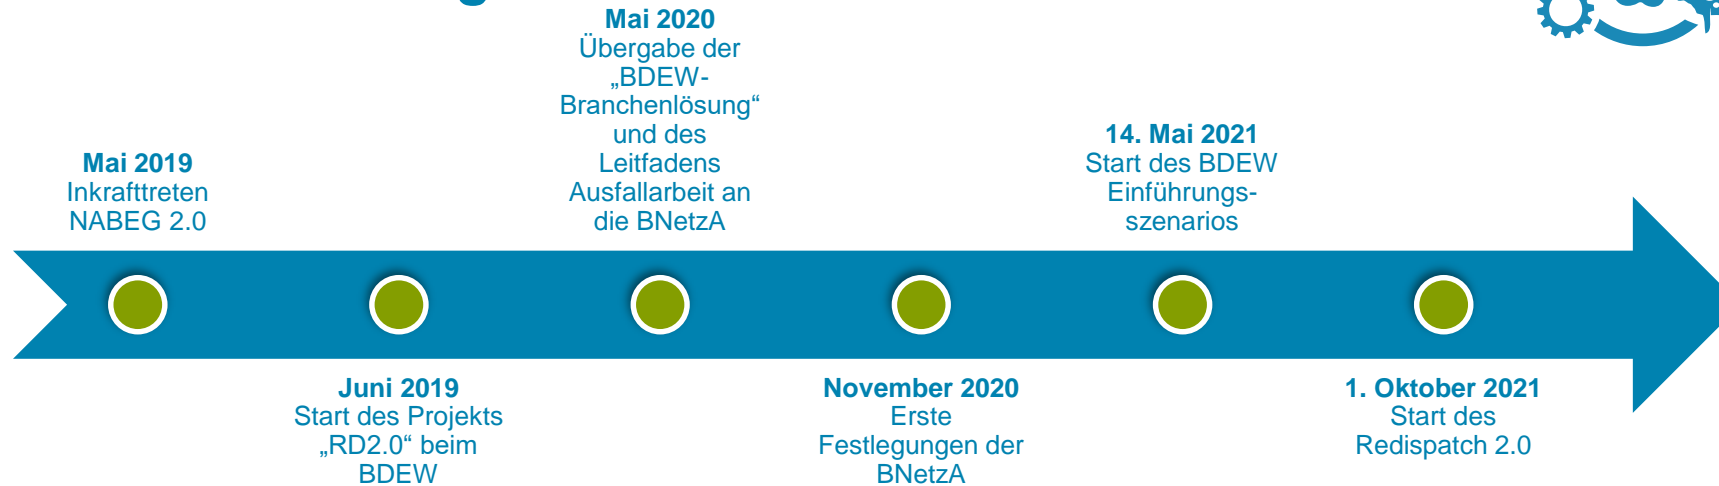 Mai 2019
Inkrafttreten
NABEG 2.0
Juni 2019
Start des Projekts
„RD2.0“ beim
BDEW
Mai 2020
Übergabe der
„BDEW-
Branchenlösung“
und des
Leitfadens
Ausfallarbeit an
die BNetzA
November 2020
Erste
Festlegungen der
BNetzA
14. Mai 2021
Start des BDEW
Einführungs-
szenarios
1. Oktober 2021
Start des
Redispatch 2.0